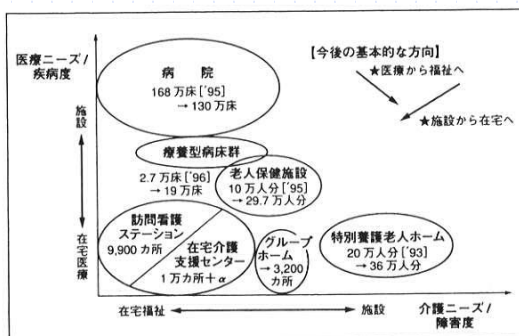 医療ニーズ/
疾病度
施設
在宅医療
病院
168万床['95]
→130万床
【今後の基本的な方向】
★医療から福祉へ
★施設から在宅へ
療養型病床群
2.7万床['96]
→19万床
老人保健施設
10万人分['95]
→29.7万人分
訪問看護
ステーション
9,900カ所
在宅介護
支援センター
1万カ所+α
グループ
ホーム
→3,200
カ所
特別養護老人ホーム
20万人分['93]
→36万人分
在宅福祉
施設
介護ニーズ/
障害度